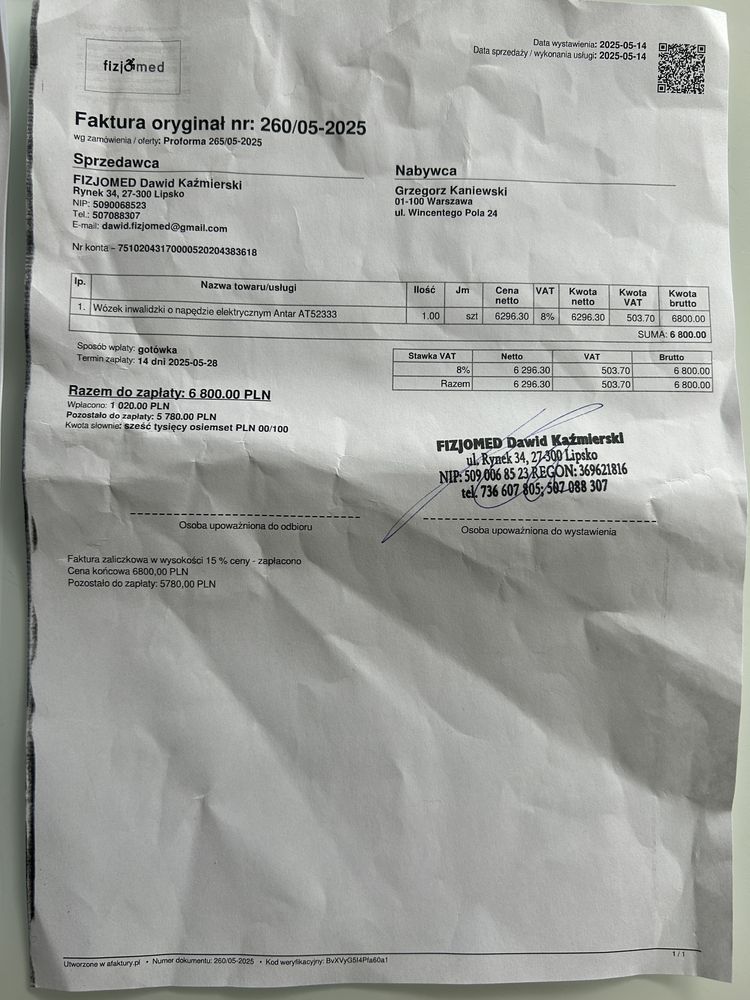 fizjomed
Data wystawienia: 2025-05-14
Data sprzedaży / wykonania usługi: 2025-05-14
Faktura oryginał nr: 260/05-2025
wg zamówienia / oferty: Proforma 265/05-2025
Sprzedawca
FIZJOMED Dawid Kaźmierski
Rynek 34, 27-300 Lipsko
NIP: 5090068523
Tel.: 507088307
E-mail: dawid.fizjomed@gmail.com
Nr konta - 75102043170000520204383618
Nabywca
Grzegorz Kaniewski
01-100 Warszawa
ul. Wincentego Pola 24
lp. Nazwa towaru/usługi Ilość Jm Cena netto VAT Kwota netto Kwota VAT Kwota brutto
1. Wózek inwalidzki o napędzie elektrycznym Antar AT52333 1.00 szt 6296.30 8% 6296.30 503.70 6800.00
SUMA: 6 800.00
Sposób wpłaty: gotówka
Termin zapłaty: 14 dni 2025-05-28
Stawka VAT Netto VAT Brutto
8% 6 296.30 503.70 6 800.00
Razem 6 296.30 503.70 6 800.00
Razem do zapłaty: 6 800.00 PLN
Wpłacono: 1 020.00 PLN
Pozostało do zapłaty: 5 780.00 PLN
Kwota słownie: sześć tysięcy osiemset PLN 00/100
FIZJOMED Dawid Kaźmierski
ul. Rynek 34, 27-300 Lipsko
NIP: 509 006 85 23 REGON: 369621816
tel. 736 607 805; 507 088 307
Osoba upoważniona do odbioru
Osoba upoważniona do wystawienia
Faktura zaliczkowa w wysokości 15 % ceny - zapłacono
Cena końcowa 6800,00 PLN
Pozostało do zapłaty: 5780,00 PLN
Utworzone w afaktury.pl • Numer dokumentu: 260/05-2025 • Kod weryfikacyjny: BvXVyG5I4Pfa60a1
1 / 1